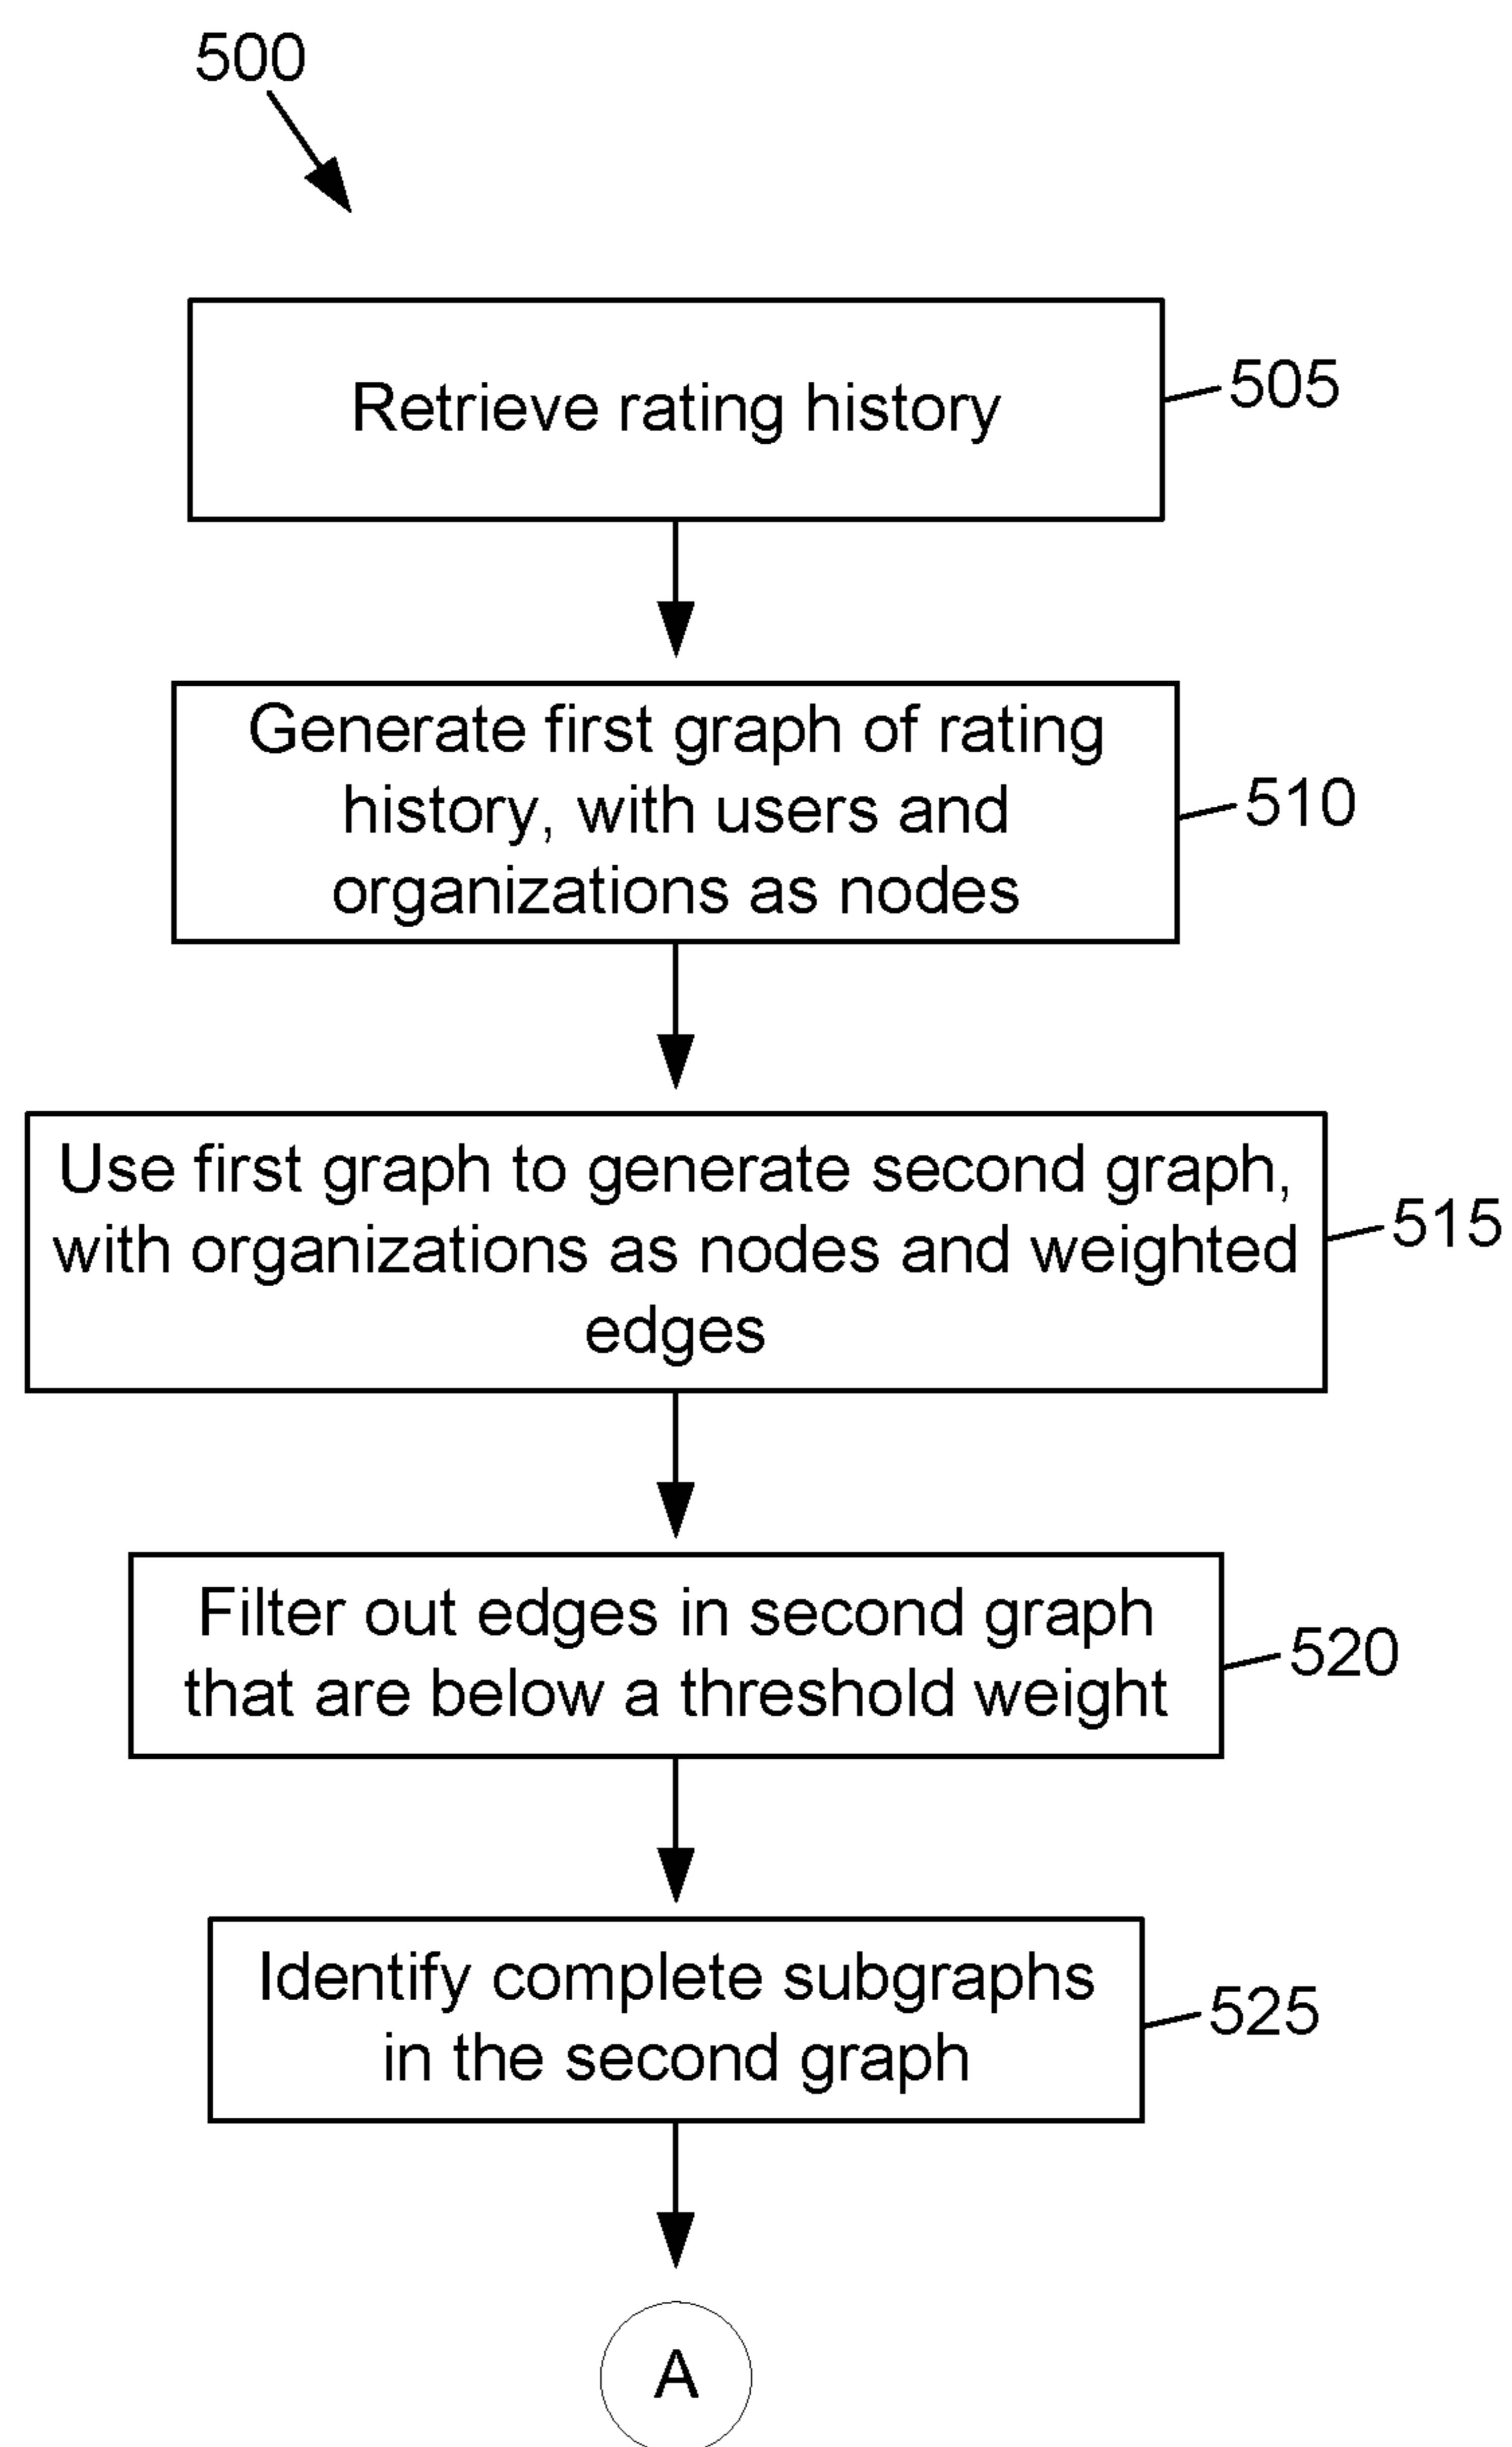 500
Retrieve rating history
505
Generate first graph of rating
history, with users and
organizations as nodes
510
Use first graph to generate second graph,
with organizations as nodes and weighted
edges
515
Filter out edges in second graph
that are below a threshold weight
520
Identify complete subgraphs
in the second graph
525
A